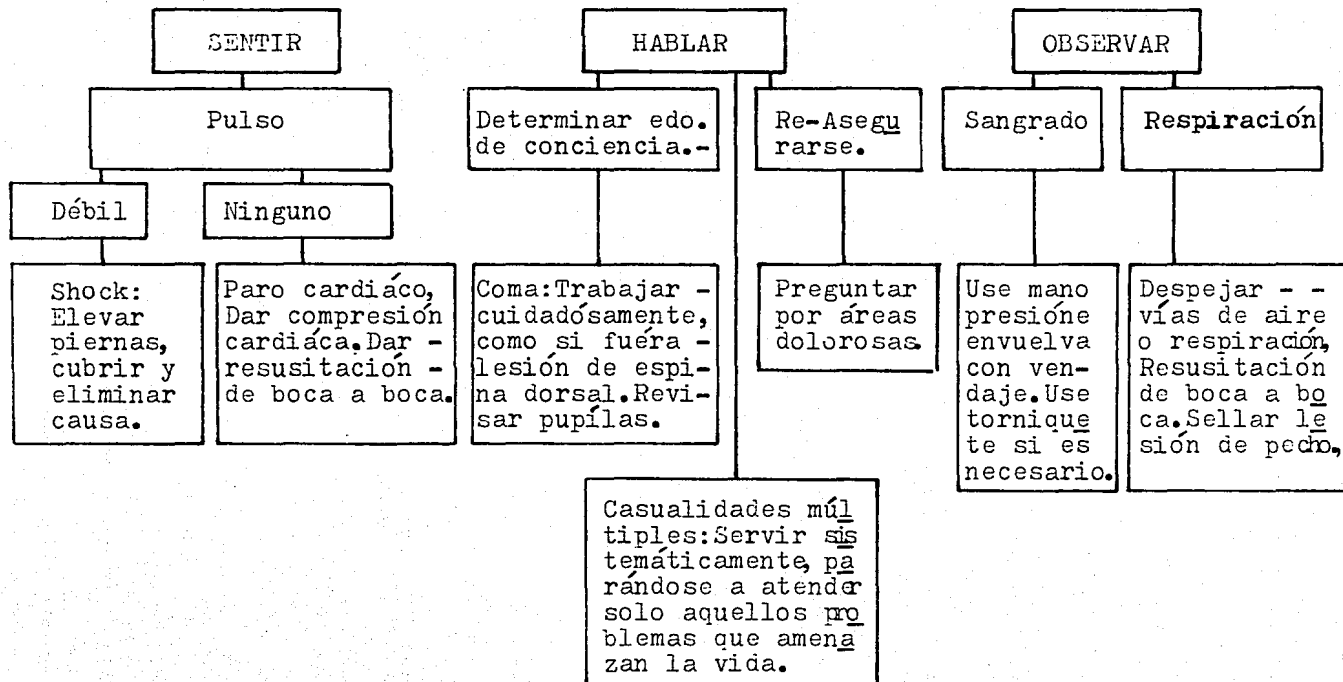 SENTIR
Pulso
Débil
Ninguno
Shock:
Elevar
piernas,
cubrir y
eliminar
causa.
Paro cardiáco,
Dar compresión
cardiáca.Dar -
resusitación -
de boca a boca.
HABLAR
Determinar edo.
de conciencia.-
Re-Asegu
rarse.
Coma:Trabajar -
cuidadósamente,
como si fuera -
lesión de espi-
na dorsal.Revi-
sar pupílas.
Preguntar
por áreas
dolorosas.
Casualidades múl
tiples:Servir sis
temáticamente, pa
rándose a atender
solo aquellos pro
blemas que amena
zan la vida.
OBSERVAR
Sangrado
Respiración
Use mano
presióne
envuelva
con ven-
daje.Use
tornique
te si es
necesario.
Despejar - -
vías de aire
o respiración,
Resusitación
de boca a bo
ca.Sellar le
sión de pecho,